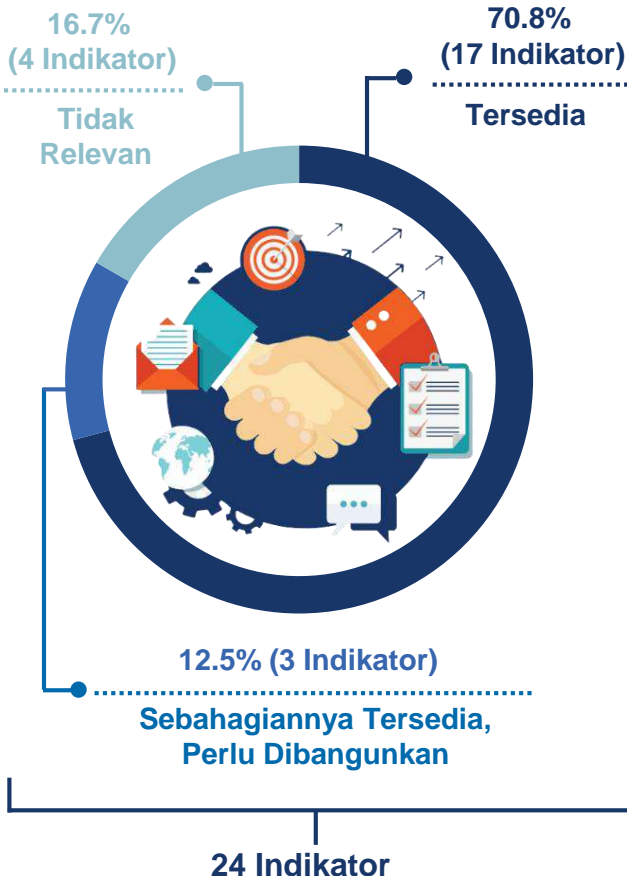 16.7%
(4 Indikator)
Tidak
Relevan
70.8%
(17 Indikator)
Tersedia
12.5% (3 Indikator)
Sebahagiannya Tersedia,
Perlu Dibangunkan
24 Indikator